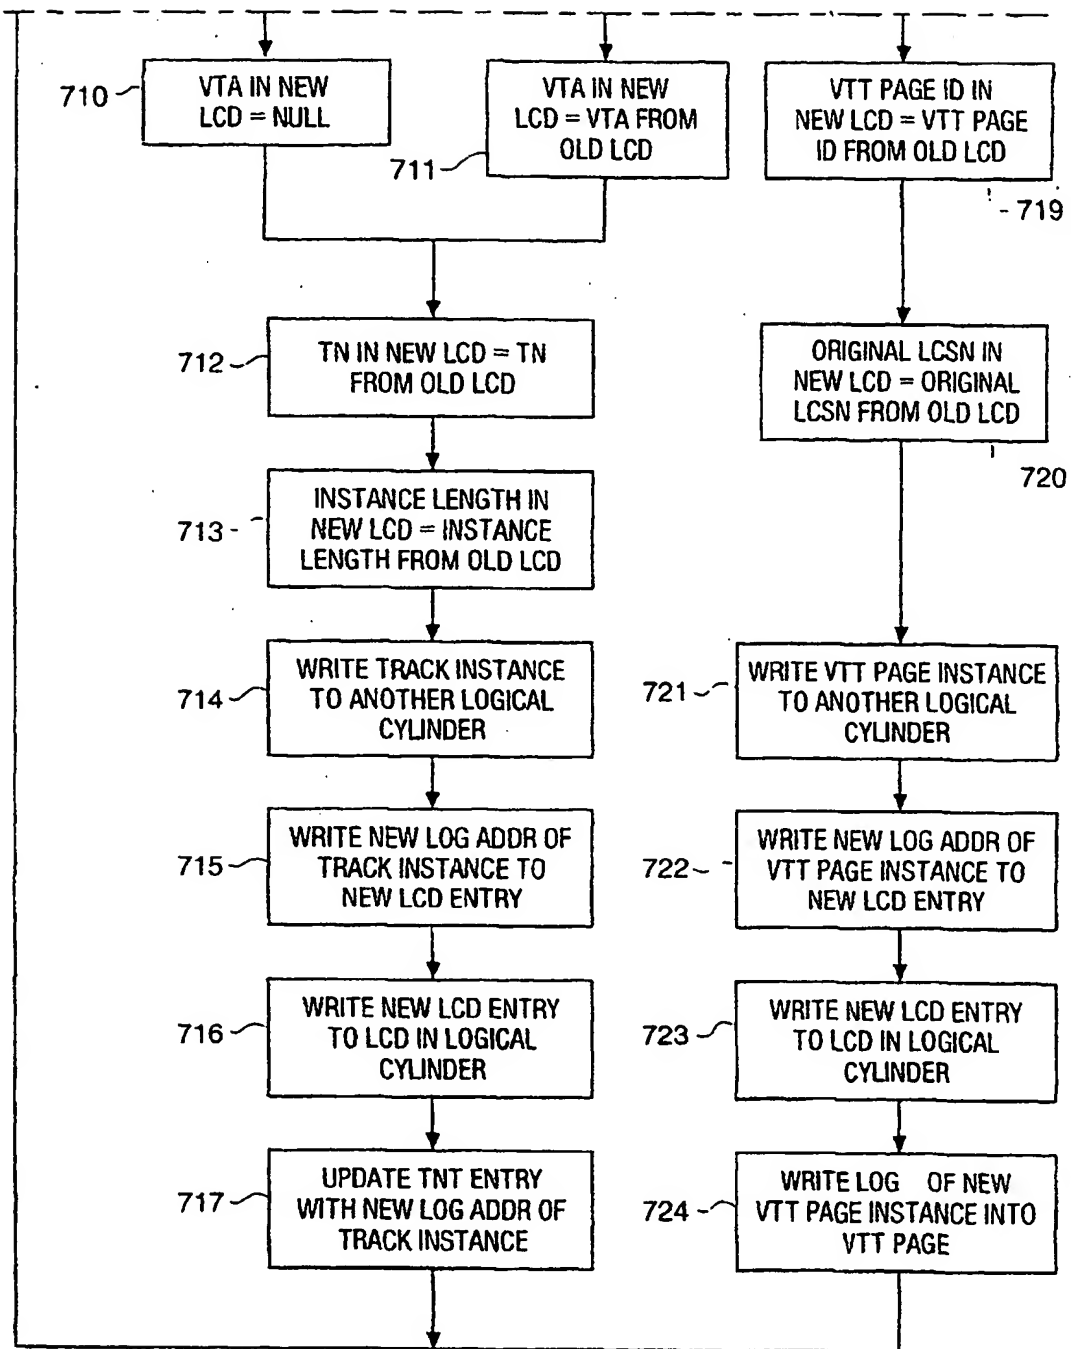 710
VTA IN NEW
LCD = NULL
711
VTA IN NEW
LCD = VTA FROM
OLD LCD
VTT PAGE ID IN
NEW LCD = VTT PAGE
ID FROM OLD LCD
719
712
TN IN NEW LCD = TN
FROM OLD LCD
ORIGINAL LCSN IN
NEW LCD = ORIGINAL
LCSN FROM OLD LCD
720
713
INSTANCE LENGTH IN
NEW LCD = INSTANCE
LENGTH FROM OLD LCD
714
WRITE TRACK INSTANCE
TO ANOTHER LOGICAL
CYLINDER
721
WRITE VTT PAGE INSTANCE
TO ANOTHER LOGICAL
CYLINDER
715
WRITE NEW LOG ADDR OF
TRACK INSTANCE TO
NEW LCD ENTRY
722
WRITE NEW LOG ADDR OF
VTT PAGE INSTANCE TO
NEW LCD ENTRY
716
WRITE NEW LCD ENTRY
TO LCD IN LOGICAL
CYLINDER
723
WRITE NEW LCD ENTRY
TO LCD IN LOGICAL
CYLINDER
717
UPDATE TNT ENTRY
WITH NEW LOG ADDR OF
TRACK INSTANCE
724
WRITE LOG OF NEW
VTT PAGE INSTANCE INTO
VTT PAGE